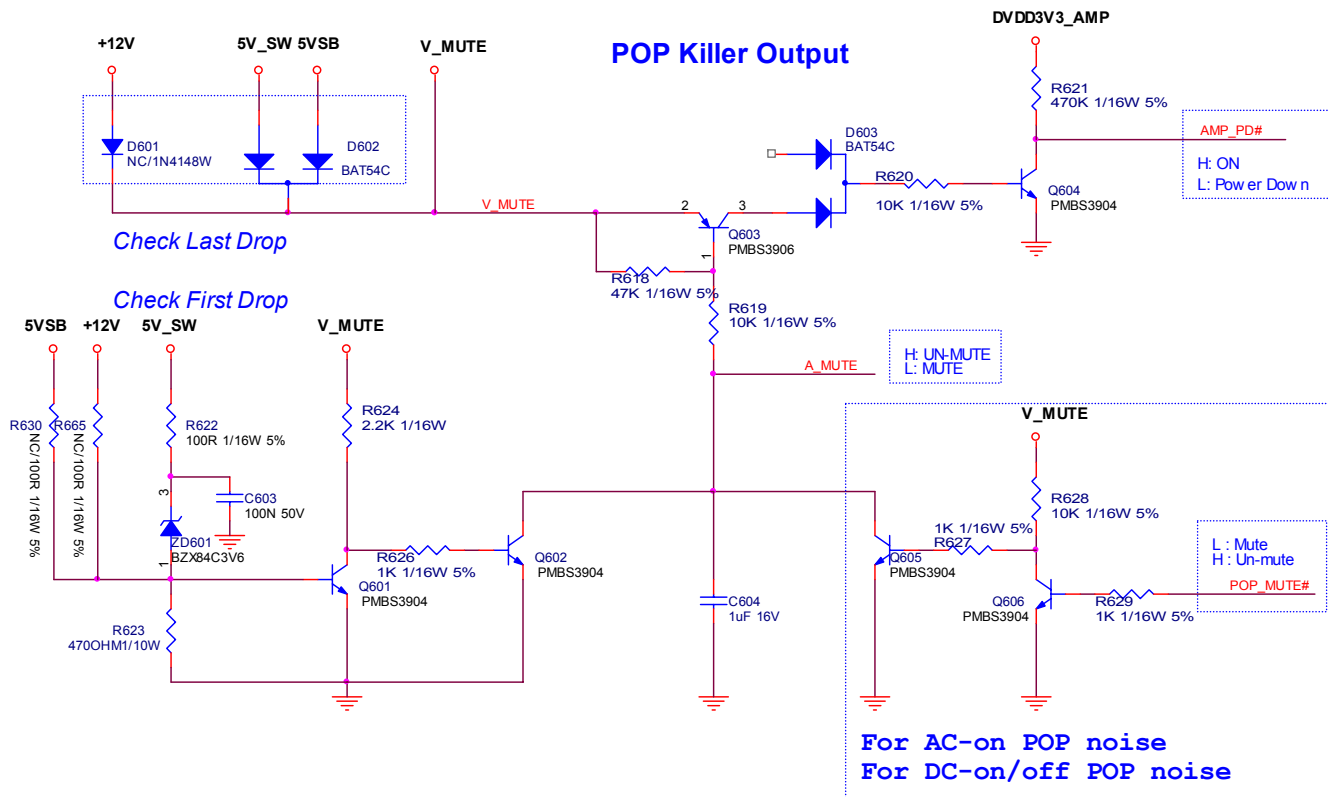 POP Killer Output
+12V
5V_SW
5VSB
V_MUTE
DVDD3V3_AMP
D601
NC/1N4148W
D602
BAT54C
R621
470K 1/16W 5%
AMP_PD#
H: ON
L: Power Down
D603
BAT54C
R620
10K 1/16W 5%
Q604
PMBS3904
V_MUTE
2
3
1
Q603
PMBS3906
Check Last Drop
R618
47K 1/16W 5%
R619
10K 1/16W 5%
A_MUTE
H: UN-MUTE
L: MUTE
Check First Drop
5VSB
+12V
5V_SW
V_MUTE
R630
NC/100R 1/16W 5%
R665
NC/100R 1/16W 5%
R622
100R 1/16W 5%
R624
2.2K 1/16W
3
C603
100N 50V
ZD601
BZX84C3V6
1
R626
1K 1/16W 5%
Q601
PMBS3904
Q602
PMBS3904
R623
470OHM1/10W
C604
1uF 16V
V_MUTE
R628
10K 1/16W 5%
1K 1/16W 5%
R627
Q605
PMBS3904
Q606
PMBS3904
R629
1K 1/16W 5%
L : Mute
H : Un-mute
POP_MUTE#
For AC-on POP noise
For DC-on/off POP noise